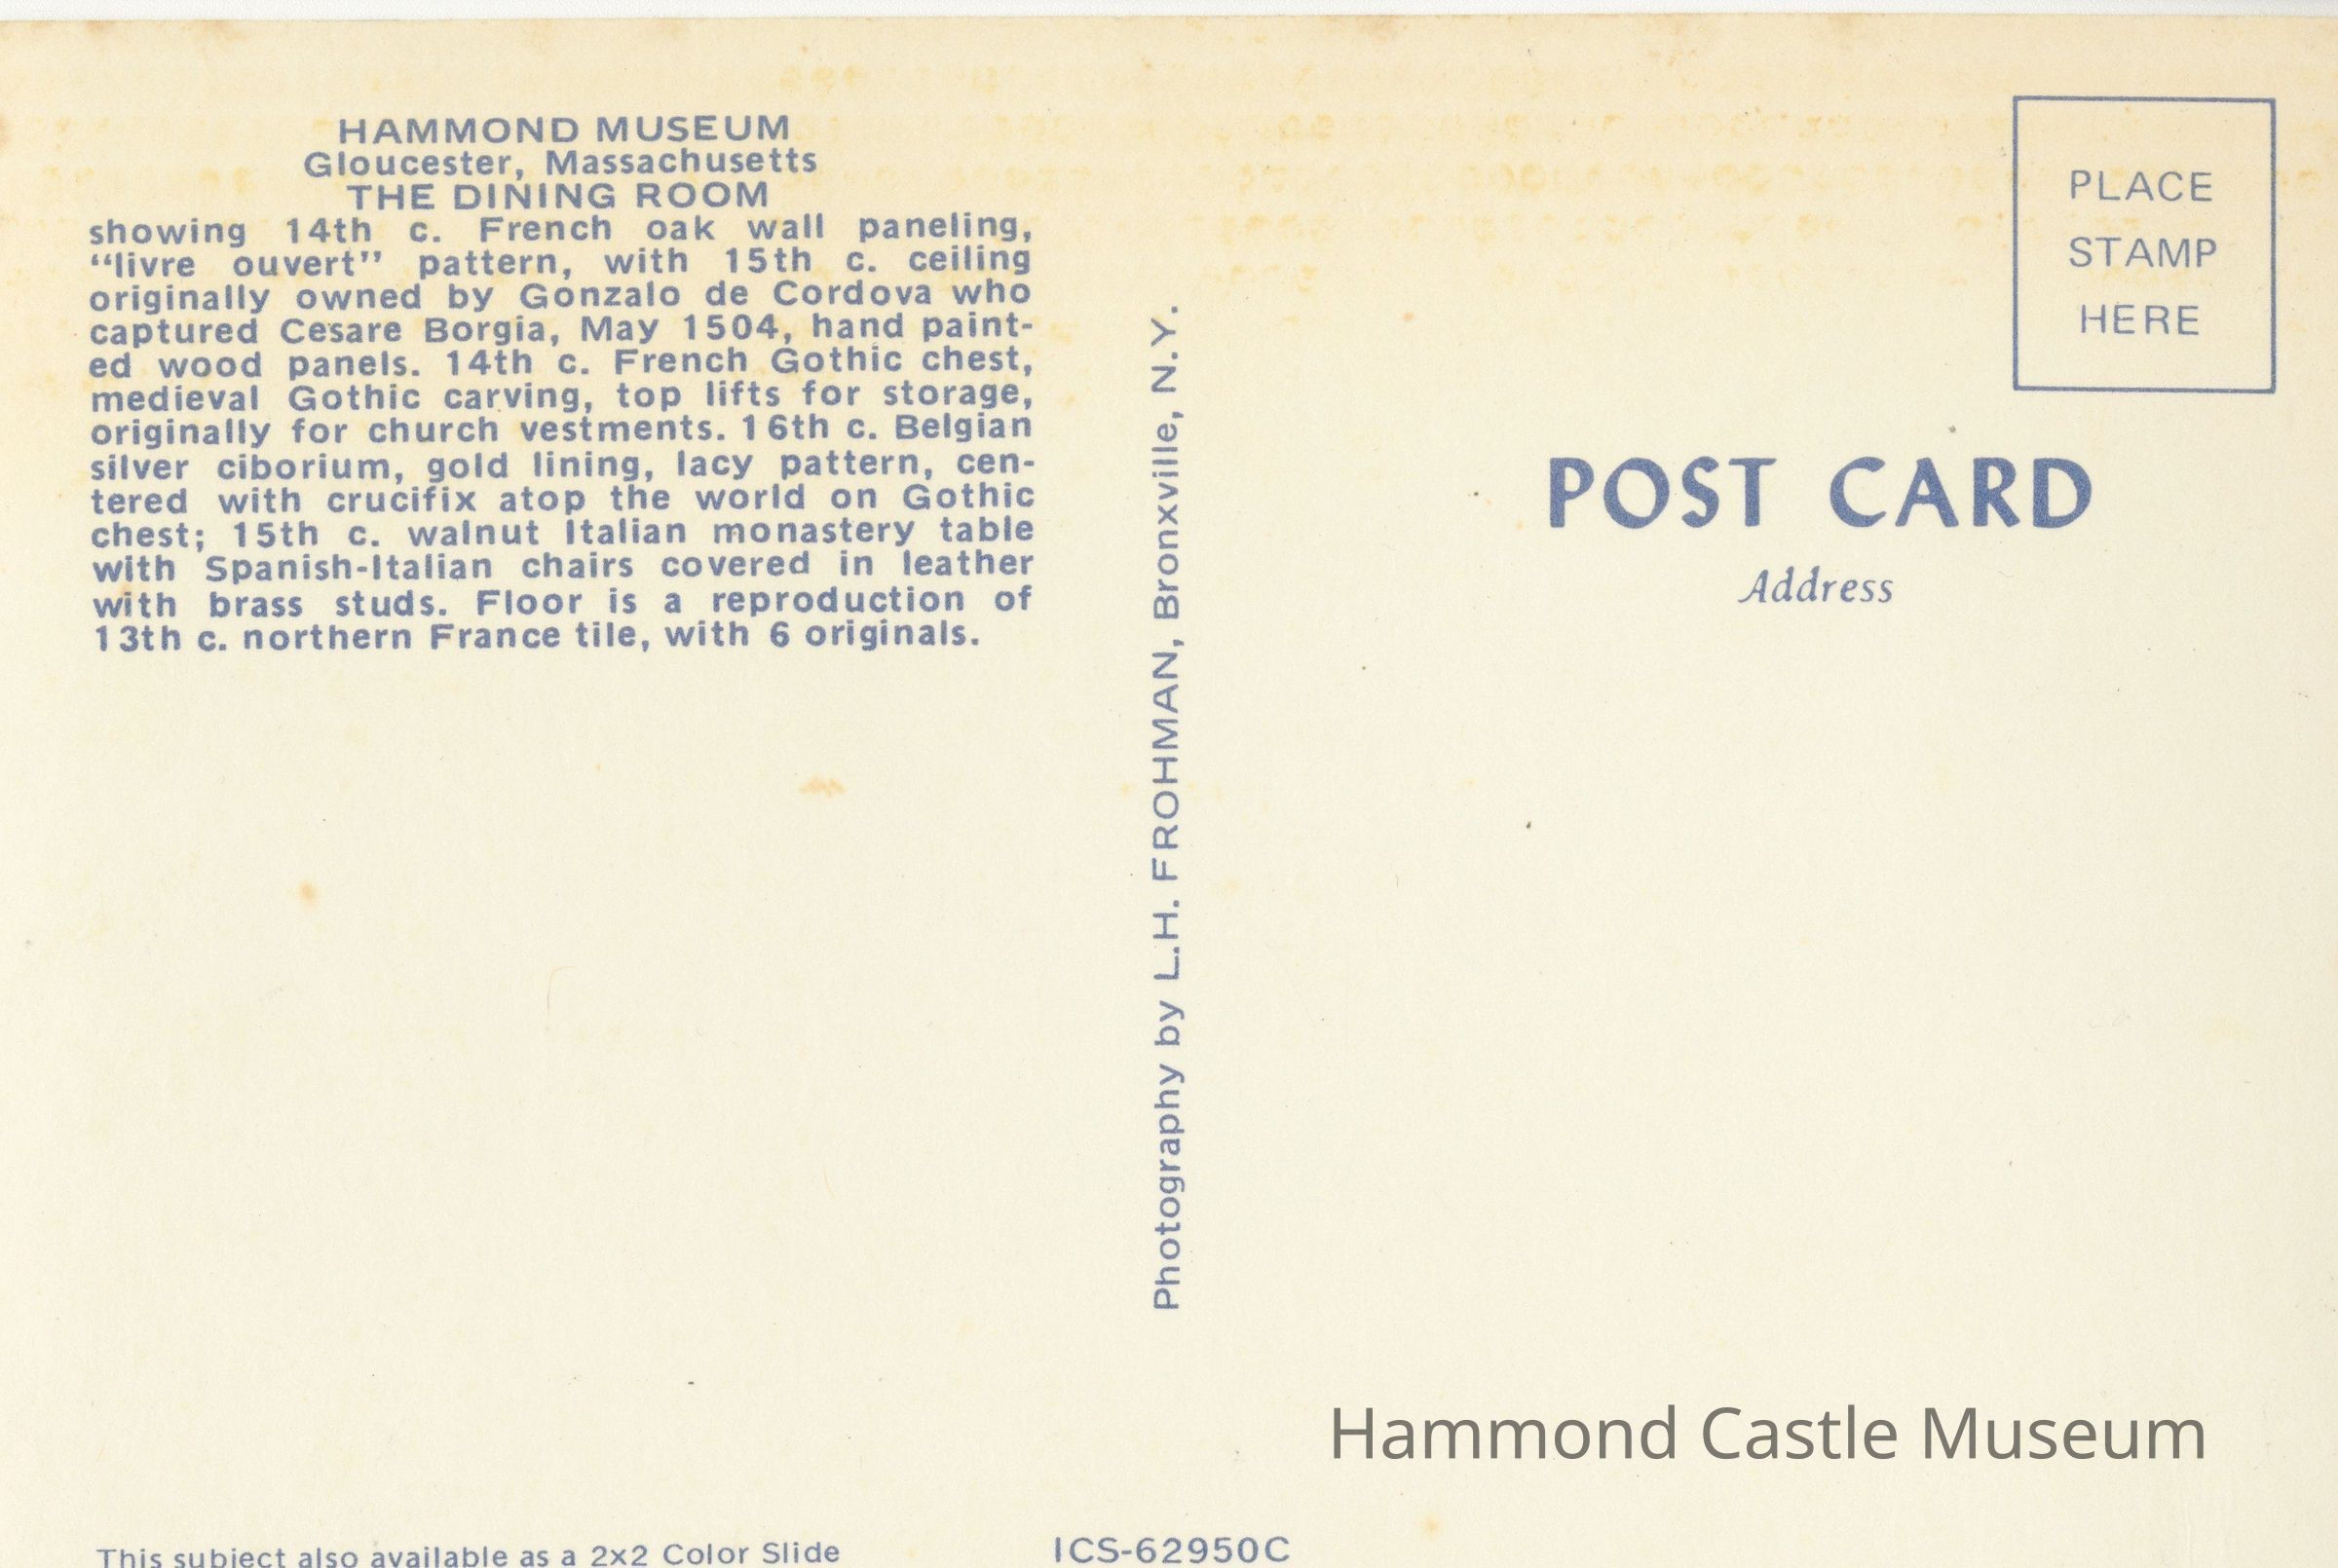 HAMMOND MUSEUM
Gloucester, Massachusetts
THE DINING ROOM
showing 14th c. French oak wall paneling,
“livre ouvert” pattern, with 15th c. ceiling
originally owned by Gonzalo de Cordova who
captured Cesare Borgia, May 1504, hand paint-
ed wood panels. 14th c. French Gothic chest,
medieval Gothic carving, top lifts for storage,
originally for church vestments. 16th c. Belgian
silver ciborium, gold lining, lacy pattern, cen-
tered with crucifix atop the world on Gothic
chest; 15th c. walnut Italian monastery table
with Spanish-Italian chairs covered in leather
with brass studs. Floor is a reproduction of
13th c. northern France tile, with 6 originals.
This subject also available as a 2x2 Color Slide
Photography by L.H. FROHMAN, Bronxville, N.Y.
ICS-62950C
PLACE
STAMP
HERE
POST CARD
Address
Hammond Castle Museum